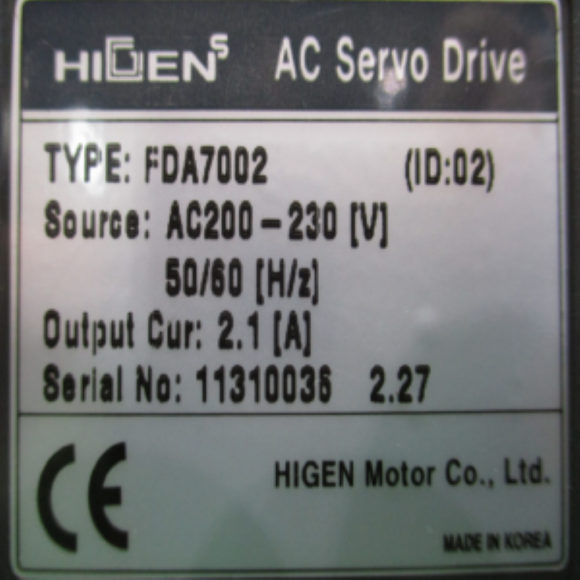 HIGENS AC Servo Drive
TYPE: FDA7002 (ID:02)
Source: AC200-230 [V]
50/60 [H/z]
Output Cur: 2.1 [A]
Serial No: 11310036 2.27
CE HIGEN Motor Co., Ltd.
MADE IN KOREA